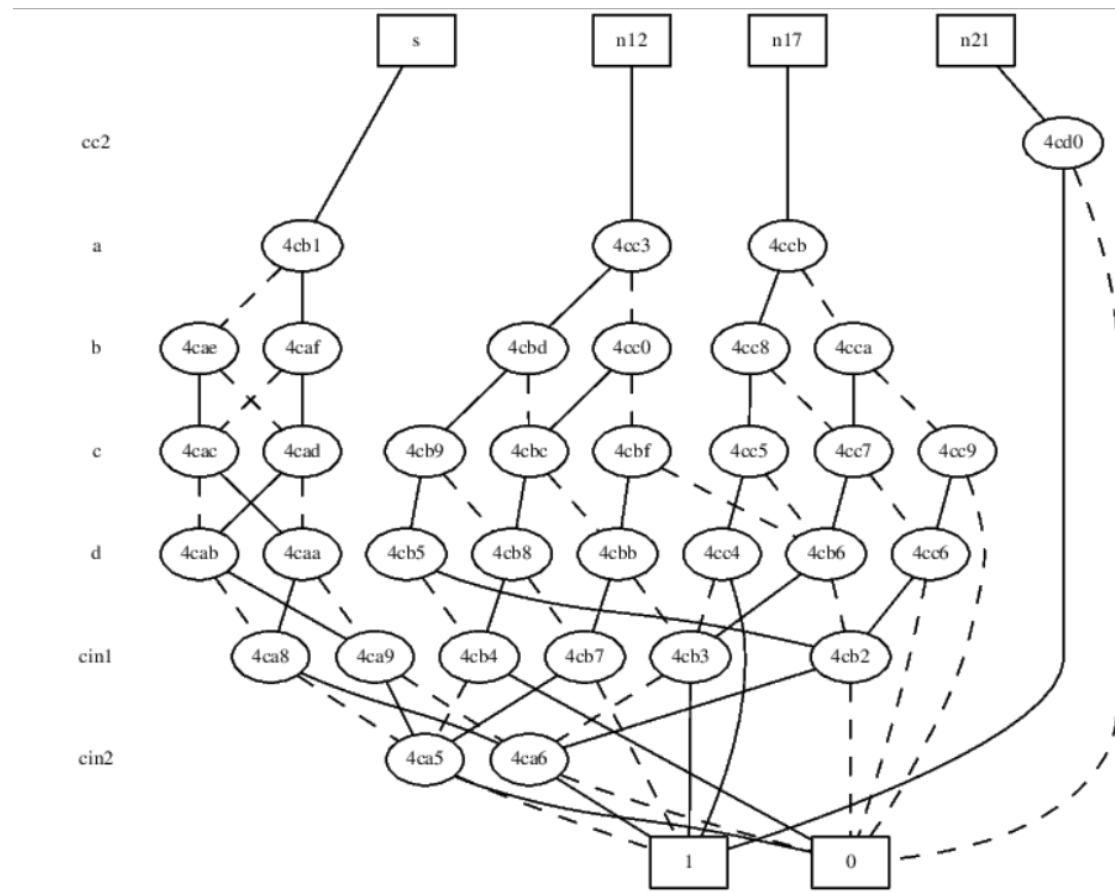 s n12 n17 n21
cc2 4cd0
a 4cb1 4cc3 4ccb
b 4cae 4caf 4cbd 4cc0 4cc8 4cca
c 4cac 4cad 4cb9 4cbc 4cbf 4cc5 4cc7 4cc9
d 4cab 4caa 4cb5 4cb8 4cbb 4cc4 4cb6 4cc6
cin1 4ca8 4ca9 4cb4 4cb7 4cb3 4cb2
cin2 4ca5 4ca6
1 0